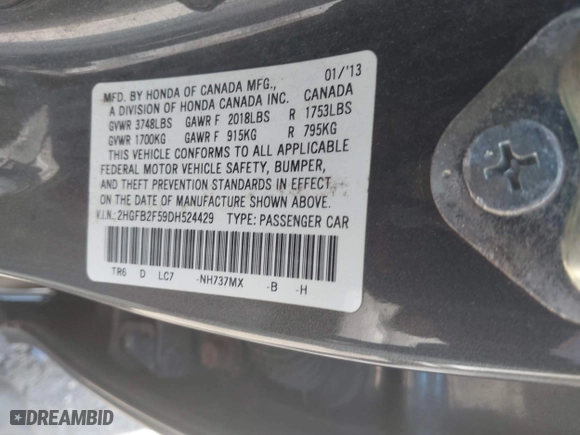 MFD. BY HONDA OF CANADA MFG., 01/'13
A DIVISION OF HONDA CANADA INC. CANADA
GVWR 3748LBS GAWR F 2018LBS R 1753LBS
GVWR 1700KG GAWR F 915KG R 795KG
THIS VEHICLE CONFORMS TO ALL APPLICABLE
FEDERAL MOTOR VEHICLE SAFETY, BUMPER,
AND THEFT PREVENTION STANDARDS IN EFFECT
ON THE DATE OF MANUFACTURE SHOWN ABOVE.
V.I.N.: 2HGFB2F59DH524429 TYPE: PASSENGER CAR
TR6 D LC7 -NH737MX -B -H
DREAMBID